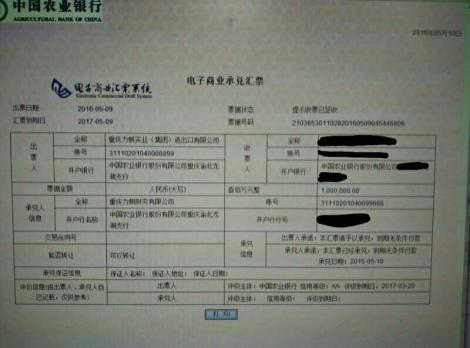 中国农业银行
AGRICULTURAL BANK OF CHINA
2016年05月10日
电子商业汇票系统
Electronic Commercial Draft System
电子商业承兑汇票
出票日期 2016-05-09 票据状态 提示收票已签收
汇票到期日 2017-05-09 票据号码
出票人 全称 重庆力帆实业（集团）进出口有限公司 收票人 全称
账号 31110201040008899 账号
开户银行 中国农业银行股份有限公司重庆渝北龙湖支行 开户银行 中国农业银行股份有限公司
票据金额 人民币(大写) 壹佰万元整 1,000,000.00
承兑人信息 全称 重庆力帆财务有限公司 账号
开户行名称 中国农业银行股份有限公司重庆渝北龙湖支行 开户行行号
交易合同号 承兑信息 出票人承诺：本汇票请予以承兑，到期无条件付款
能否转让 可以转让 承兑人承诺：本汇票已经承兑，到期无条件付款
承兑日期：2016-05-10
承兑保证信息 保证人名称： 保证人地址： 保证人日期：
评价信息(由出票人、承兑人自己记载，仅供参考) 出票人 评级主体：中国农业银行 信用等级：AA- 评级到期日：2017-03-20
承兑人 评级主体： 信用等级： 评级到期日：
打印